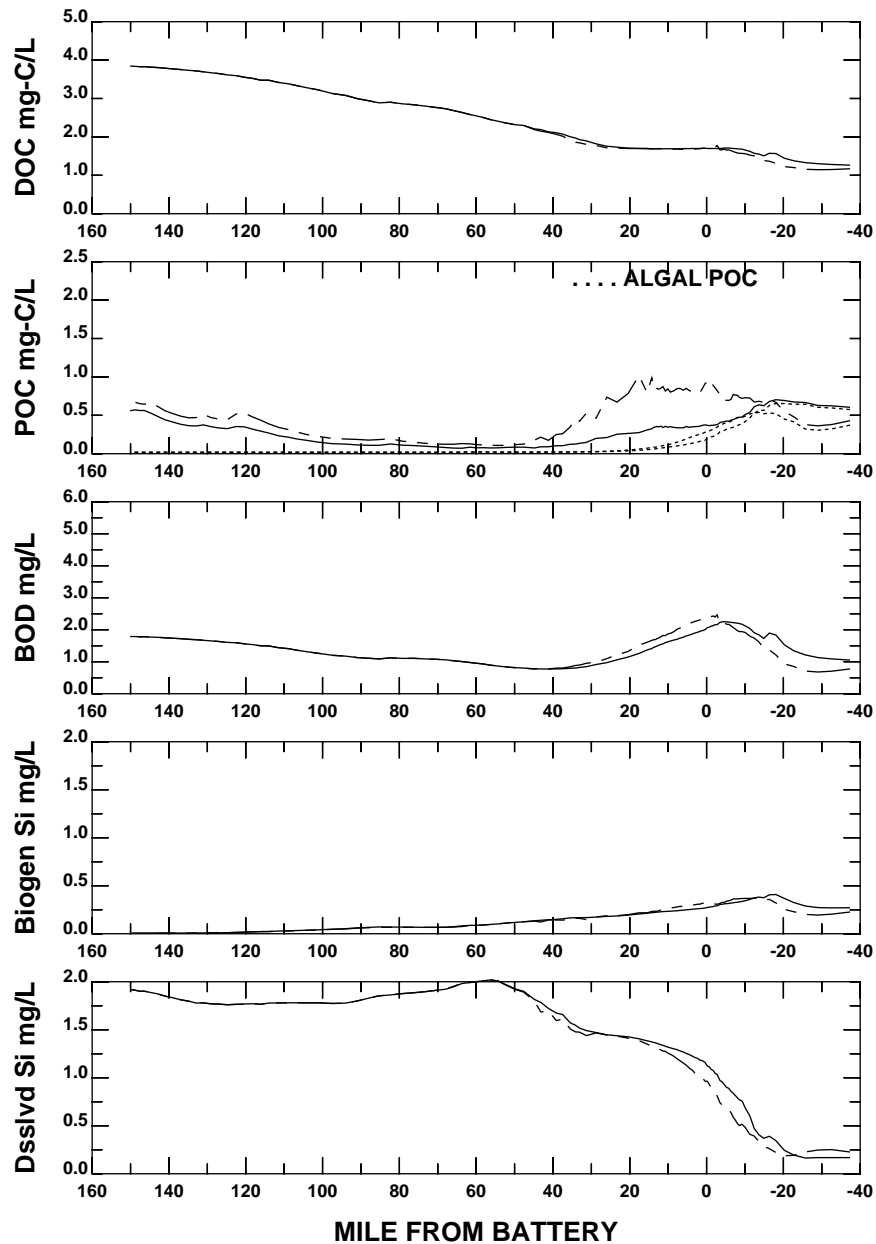 DOC mg-C/L
5.0
4.0
3.0
2.0
1.0
0.0
160 140 120 100 80 60 40 20 0 -20 -40
POC mg-C/L
2.5
2.0
1.5
1.0
0.5
0.0
. . . . ALGAL POC
160 140 120 100 80 60 40 20 0 -20 -40
BOD mg/L
6.0
5.0
4.0
3.0
2.0
1.0
0.0
160 140 120 100 80 60 40 20 0 -20 -40
Biogen Si mg/L
2.0
1.5
1.0
0.5
0.0
160 140 120 100 80 60 40 20 0 -20 -40
Dsslvd Si mg/L
2.0
1.5
1.0
0.5
0.0
160 140 120 100 80 60 40 20 0 -20 -40
MILE FROM BATTERY